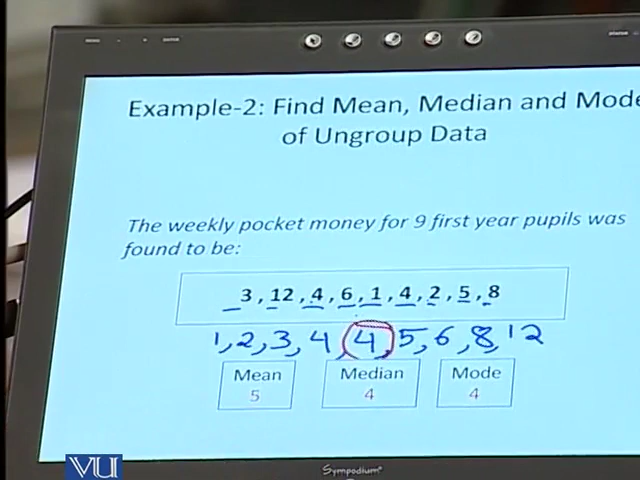 Example-2: Find Mean, Median and Mode
of Ungroup Data
The weekly pocket money for 9 first year pupils was
found to be:
3, 12, 4, 6, 1, 4, 2, 5, 8
1, 2, 3, 4, 4, 5, 6, 8, 12
Mean
5
Median
4
Mode
4
VU
Sympodium